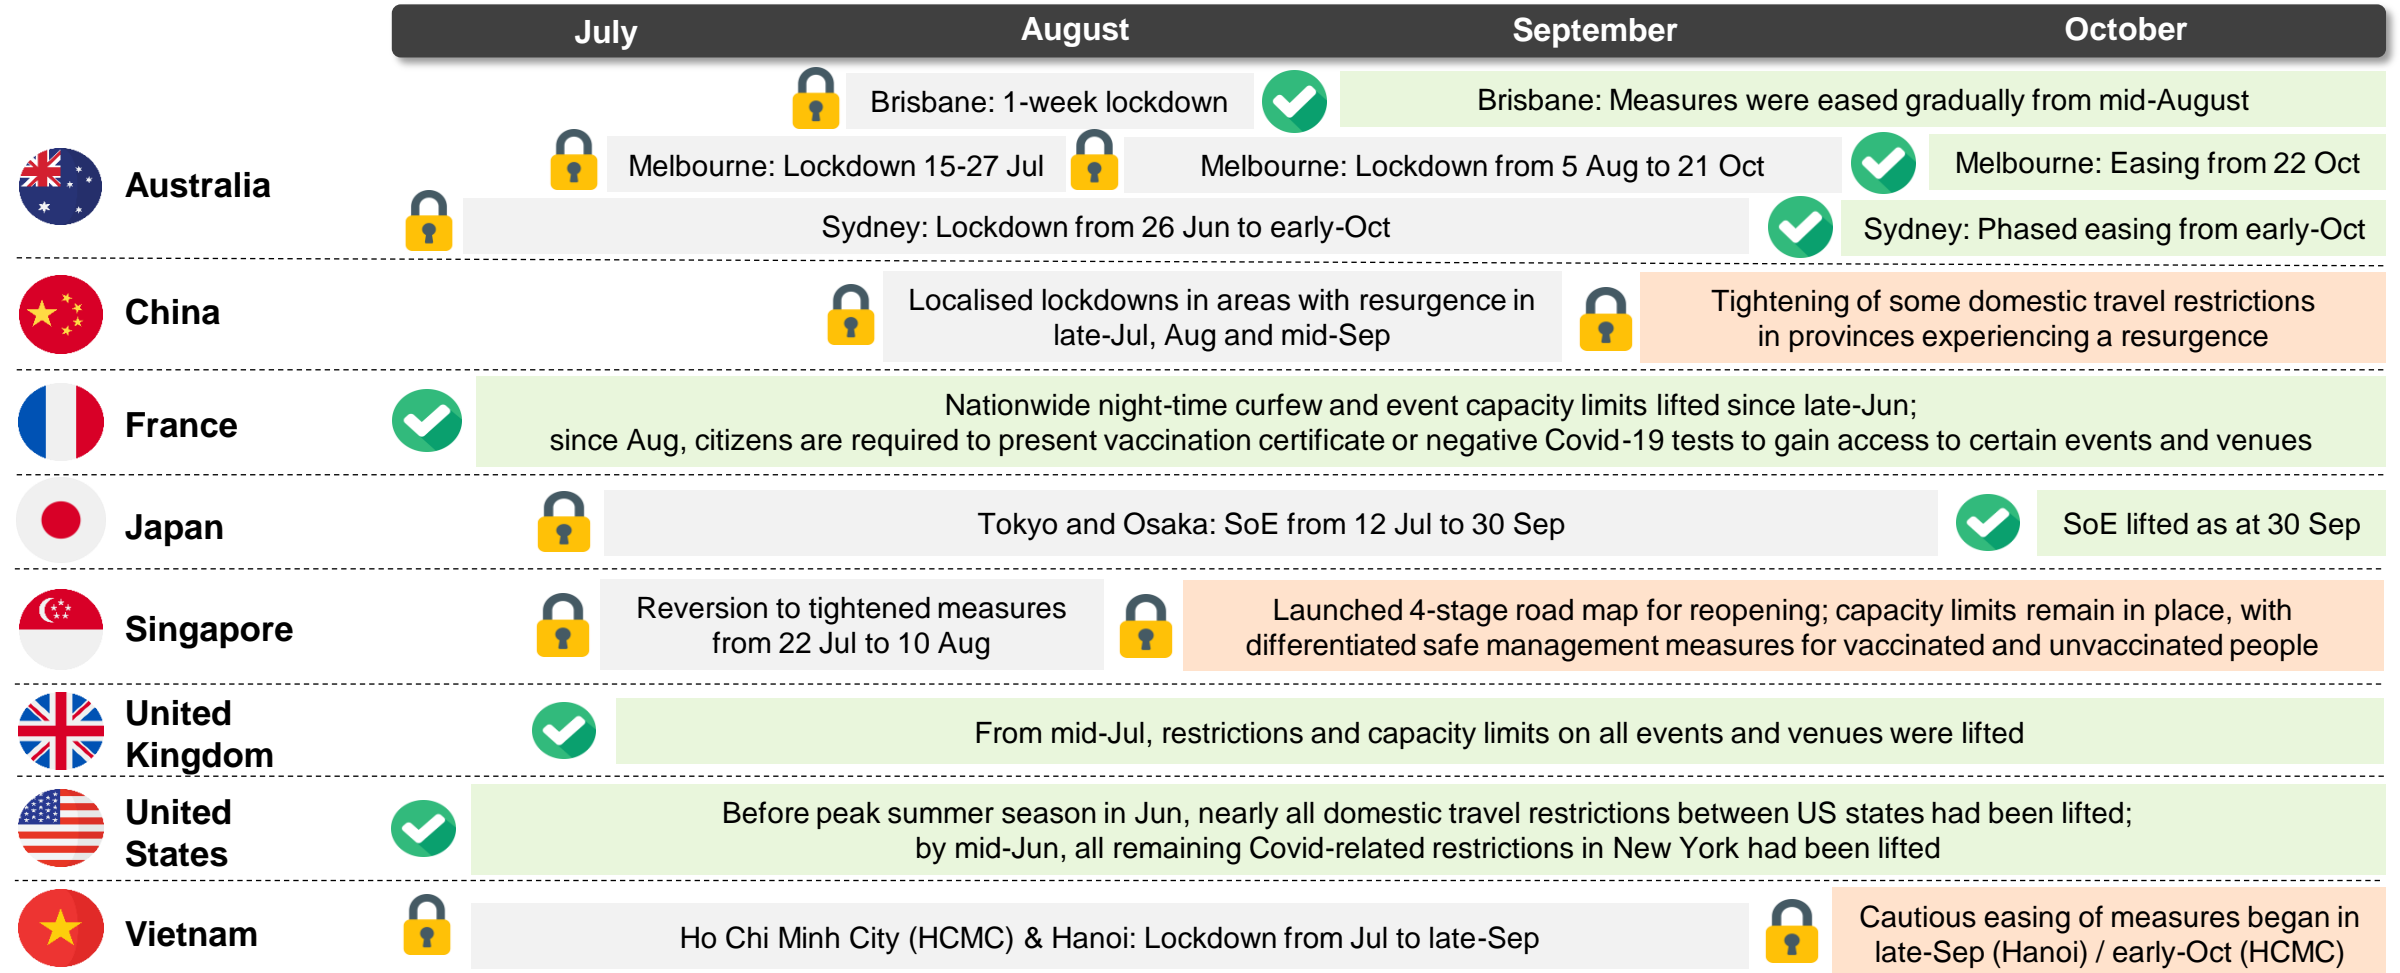 July August September October
Brisbane: 1-week lockdown
Brisbane: Measures were eased gradually from mid-August
Australia
Melbourne: Lockdown 15-27 Jul
Melbourne: Lockdown from 5 Aug to 21 Oct
Melbourne: Easing from 22 Oct
Sydney: Lockdown from 26 Jun to early-Oct
Sydney: Phased easing from early-Oct
China
Localised lockdowns in areas with resurgence in
late-Jul, Aug and mid-Sep
Tightening of some domestic travel restrictions
in provinces experiencing a resurgence
France
Nationwide night-time curfew and event capacity limits lifted since late-Jun;
since Aug, citizens are required to present vaccination certificate or negative Covid-19 tests to gain access to certain events and venues
Japan
Tokyo and Osaka: SoE from 12 Jul to 30 Sep
SoE lifted as at 30 Sep
Singapore
Reversion to tightened measures
from 22 Jul to 10 Aug
Launched 4-stage road map for reopening; capacity limits remain in place, with
differentiated safe management measures for vaccinated and unvaccinated people
United
Kingdom
From mid-Jul, restrictions and capacity limits on all events and venues were lifted
United
States
Before peak summer season in Jun, nearly all domestic travel restrictions between US states had been lifted;
by mid-Jun, all remaining Covid-related restrictions in New York had been lifted
Vietnam
Ho Chi Minh City (HCMC) & Hanoi: Lockdown from Jul to late-Sep
Cautious easing of measures began in
late-Sep (Hanoi) / early-Oct (HCMC)